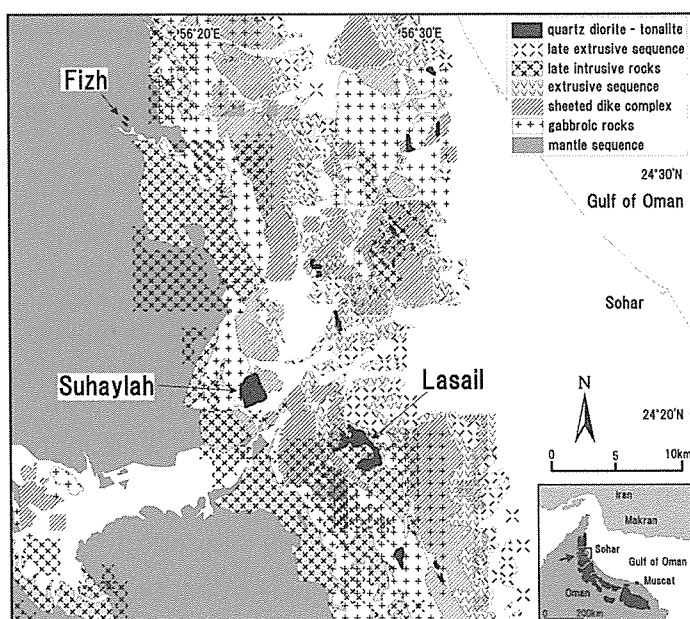 56°20'E
56°30'E
quartz diorite - tonalite
late extrusive sequence
late intrusive rocks
extrusive sequence
sheeted dike complex
gabbroic rocks
mantle sequence
Fizh
24°30'N
Gulf of Oman
Sohar
Suhaylah
Lasail
N
24°20'N
0 5 10km
Iran
Makran
Sohar
Gulf of Oman
Muscat
Oman
0 200km